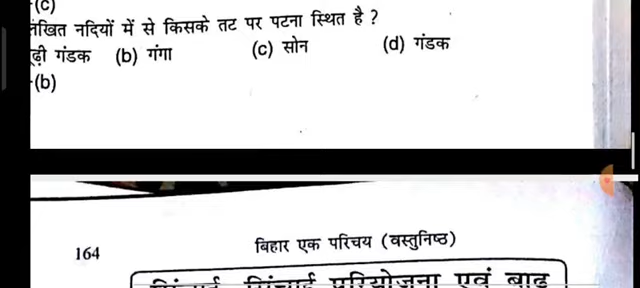 (c)
नदियों में से किसके तट पर पटना स्थित है ?
गंडक (b) गंगा (c) सोन (d) गंडक
(b)
164 बिहार एक परिचय (वस्तुनिष्ठ)
सिंचाई, सिंचाई परियोजना एवं बाढ़